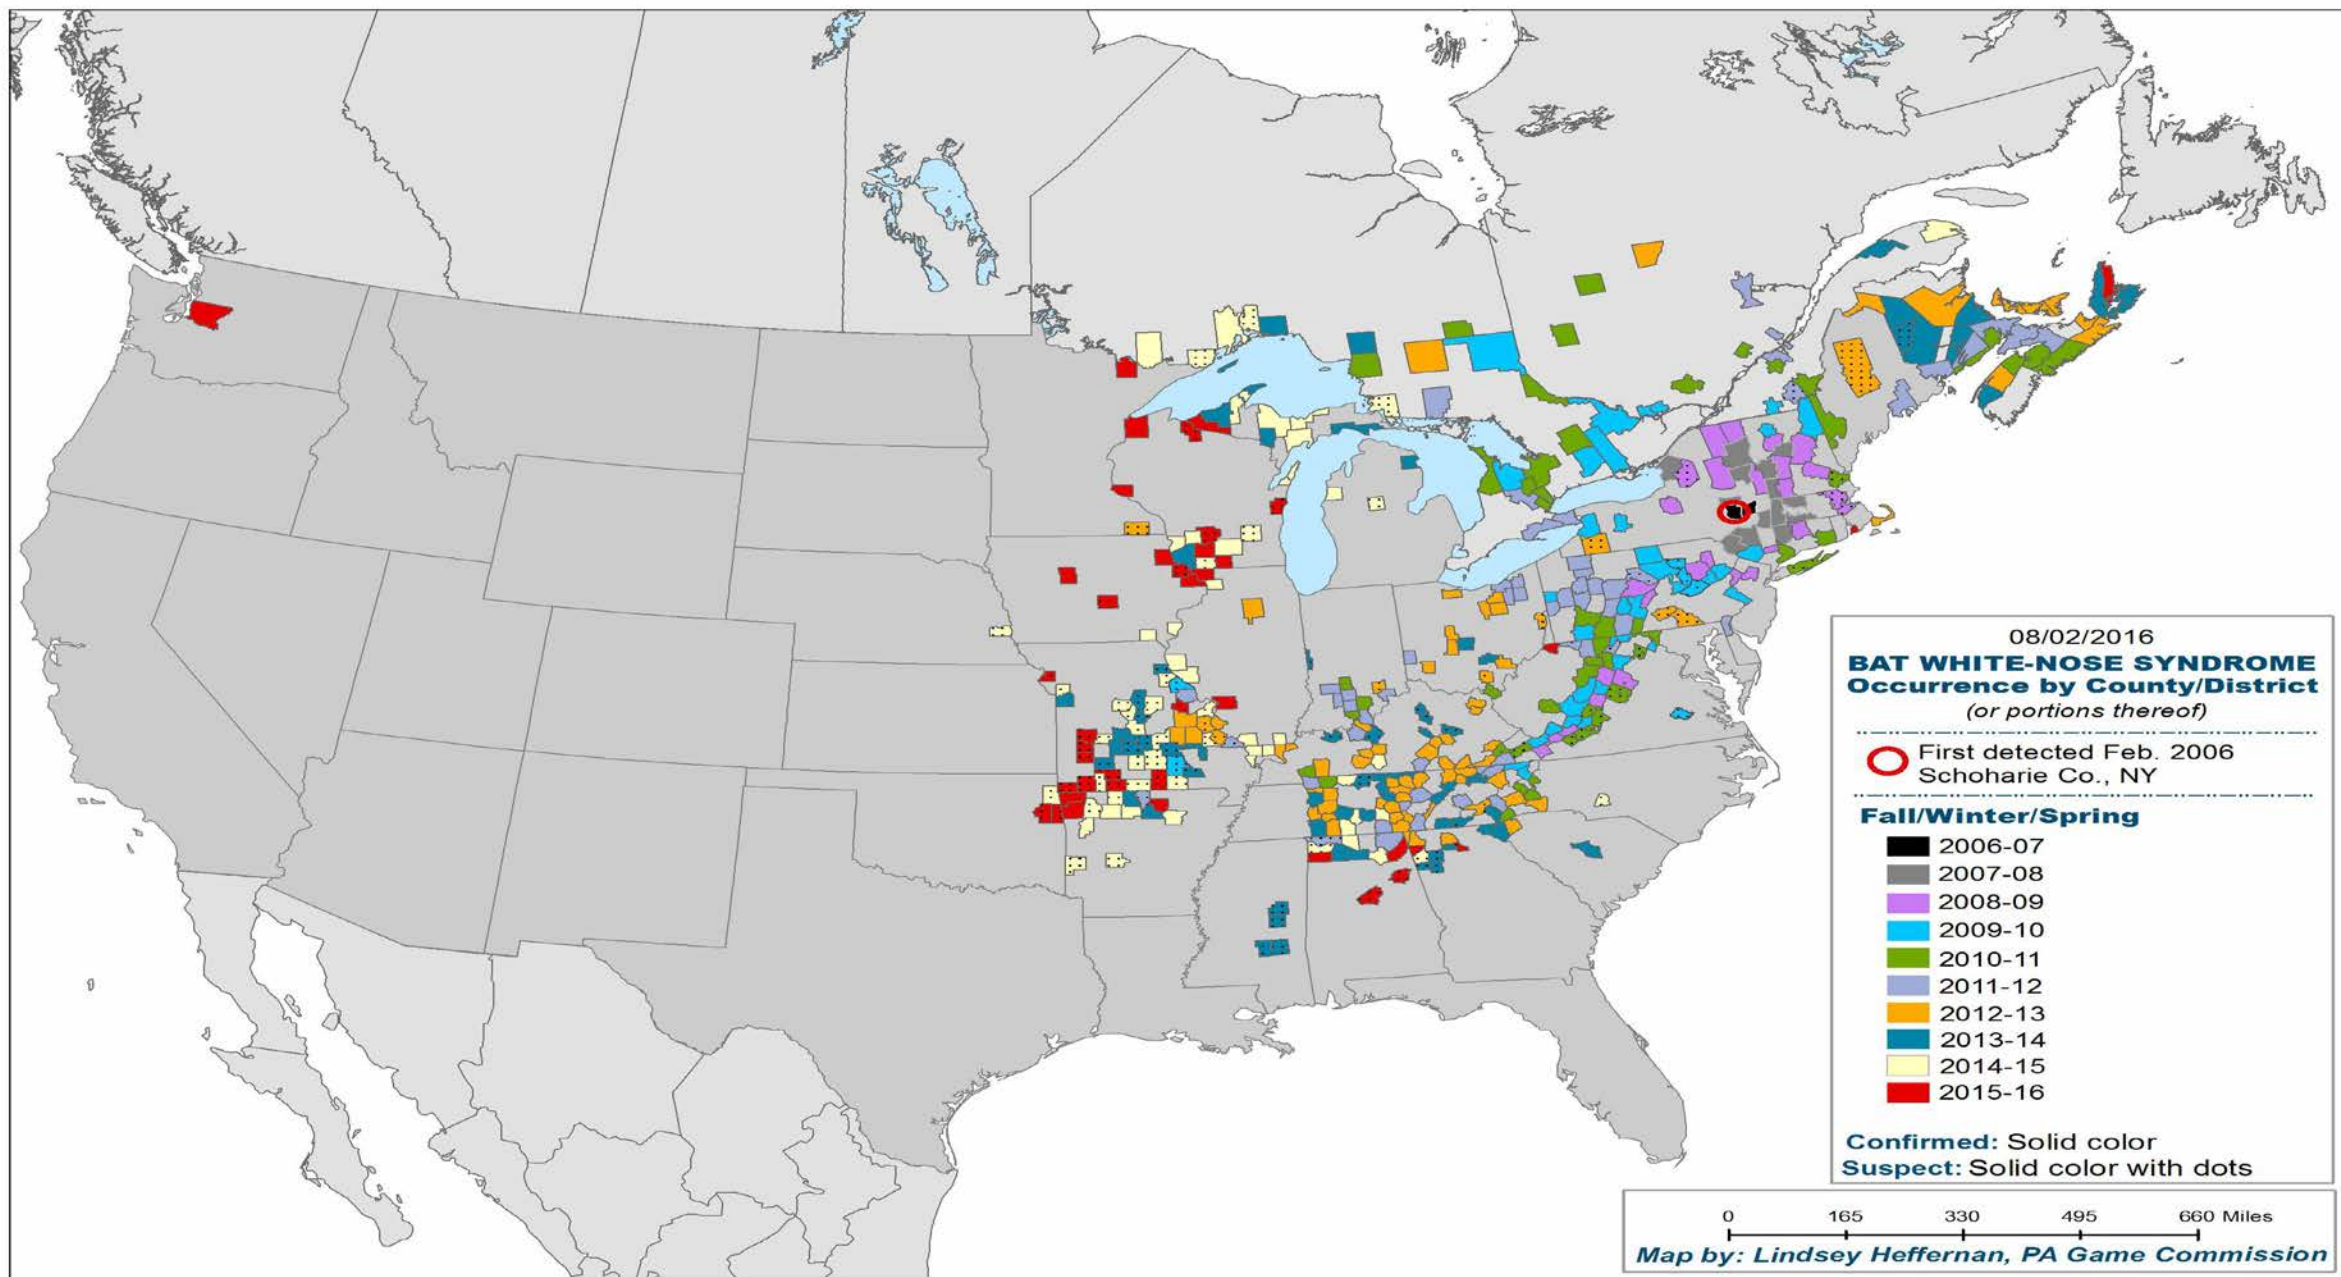 08/02/2016
BAT WHITE-NOSE SYNDROME
Occurrence by County/District
(or portions thereof)
First detected Feb. 2006
Schoharie Co., NY
Fall/Winter/Spring
2006-07
2007-08
2008-09
2009-10
2010-11
2011-12
2012-13
2013-14
2014-15
2015-16
Confirmed: Solid color
Suspect: Solid color with dots
0 165 330 495 660 Miles
Map by: Lindsey Heffernan, PA Game Commission